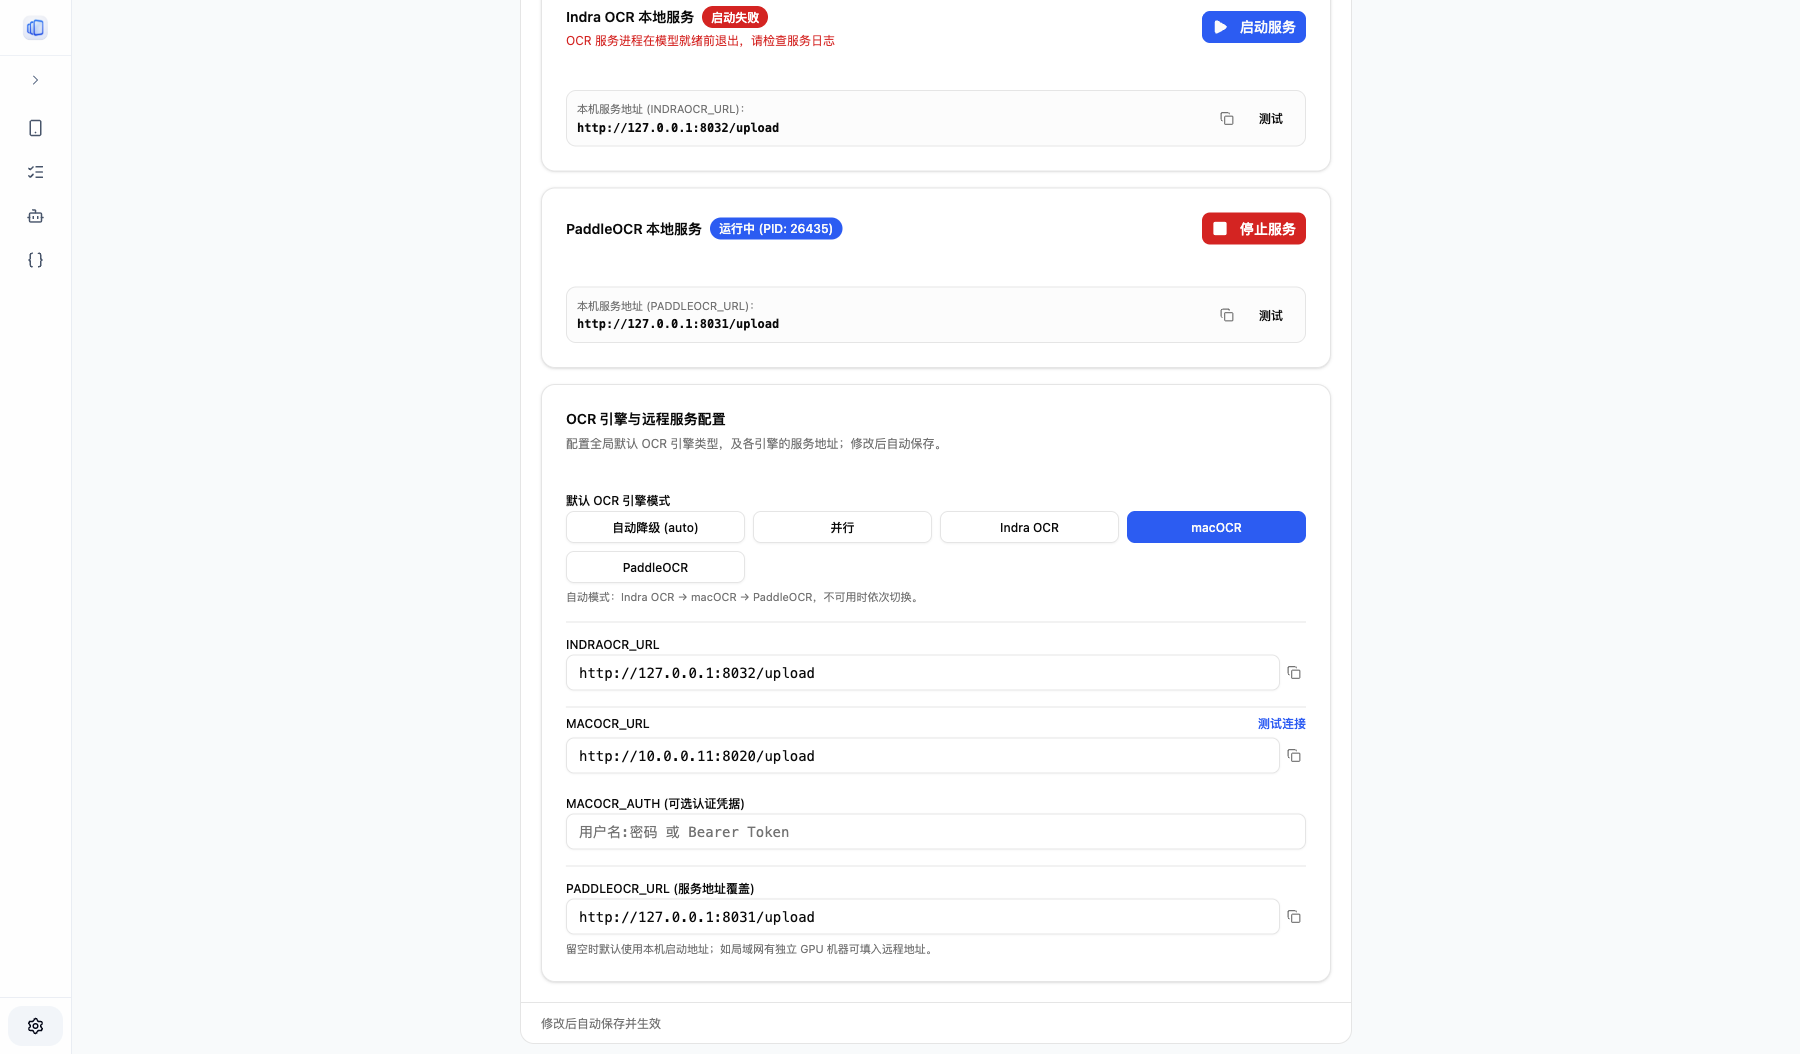 Indra OCR 本地服务 启动失败
启动服务
OCR 服务进程在模型就绪前退出，请检查服务日志
本机服务地址 (INDRAOCR_URL)：
http://127.0.0.1:8032/upload
测试
PaddleOCR 本地服务 运行中 (PID: 26435)
停止服务
本机服务地址 (PADDLEOCR_URL)：
http://127.0.0.1:8031/upload
测试
OCR 引擎与远程服务配置
配置全局默认 OCR 引擎类型，及各引擎的服务地址；修改后自动保存。
默认 OCR 引擎模式
自动降级 (auto) 并行 Indra OCR macOCR
PaddleOCR
自动模式：Indra OCR → macOCR → PaddleOCR，不可用时依次切换。
INDRAOCR_URL
http://127.0.0.1:8032/upload
MACOCR_URL 测试连接
http://10.0.0.11:8020/upload
MACOCR_AUTH (可选认证凭据)
用户名:密码 或 Bearer Token
PADDLEOCR_URL (服务地址覆盖)
http://127.0.0.1:8031/upload
留空时默认使用本机启动地址；如局域网有独立 GPU 机器可填入远程地址。
修改后自动保存并生效